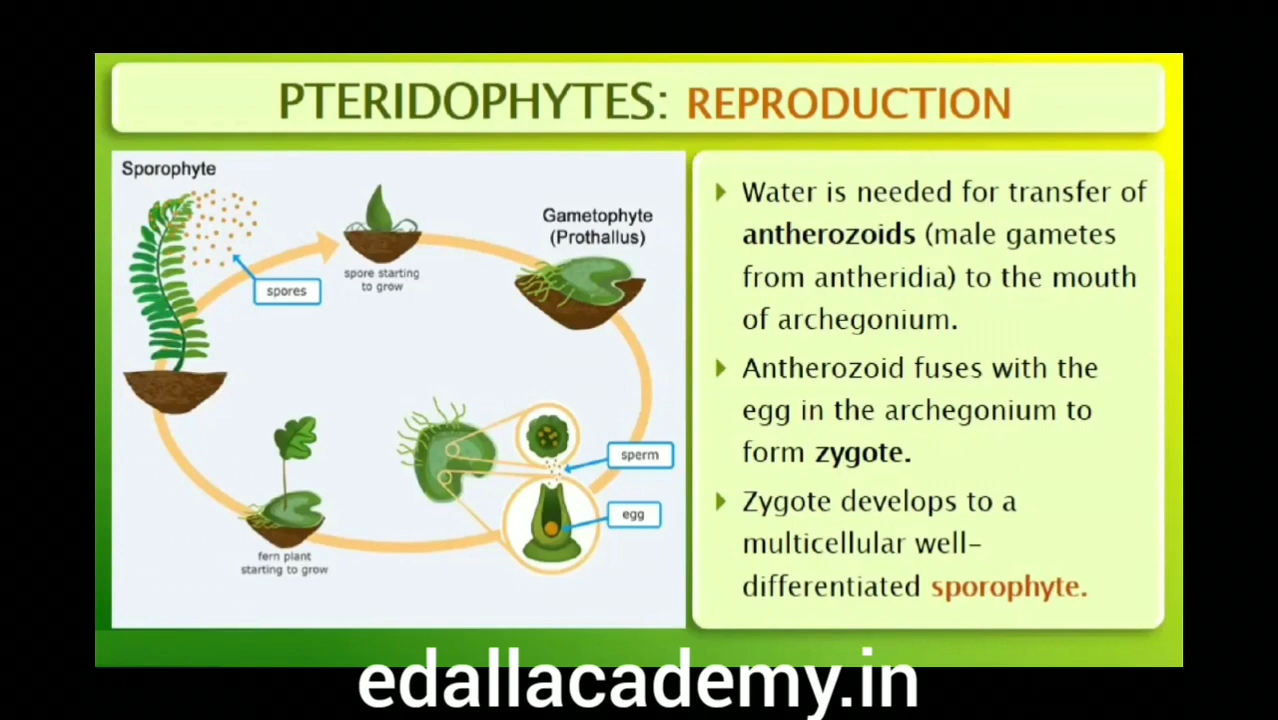 PTERIDOPHYTES: REPRODUCTION
Sporophyte
spores
spore starting
to grow
Gametophyte
(Prothallus)
sperm
egg
fern plant
starting to grow
Water is needed for transfer of
antherozoids (male gametes
from antheridia) to the mouth
of archegonium.
Antherozoid fuses with the
egg in the archegonium to
form zygote.
Zygote develops to a
multicellular well-
differentiated sporophyte.
edallacademy.in